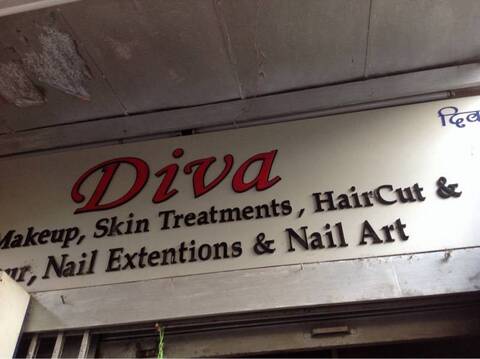 Diva
Makeup, Skin Treatments, HairCut &
Nail Extentions & Nail Art